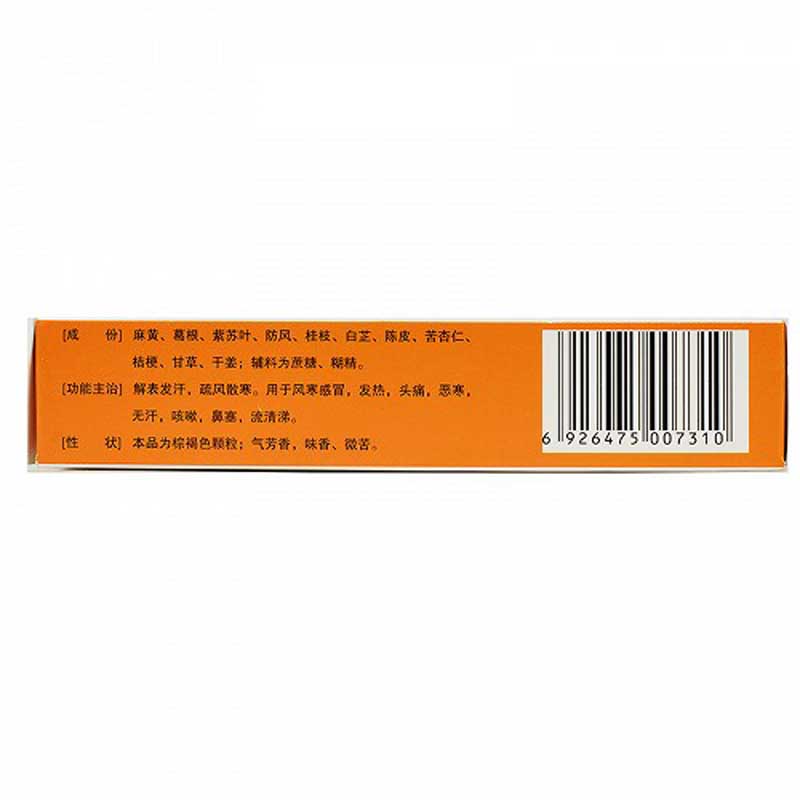 [成 份] 麻黄、葛根、紫苏叶、防风、桂枝、白芷、陈皮、苦杏仁、
桔梗、甘草、干姜；辅料为蔗糖、糊精。
[功能主治] 解表发汗，疏风散寒。用于风寒感冒，发热，头痛，恶寒，
无汗，咳嗽，鼻塞，流清涕。
[性 状] 本品为棕褐色颗粒；气芳香，味香、微苦。
6 926475 007310